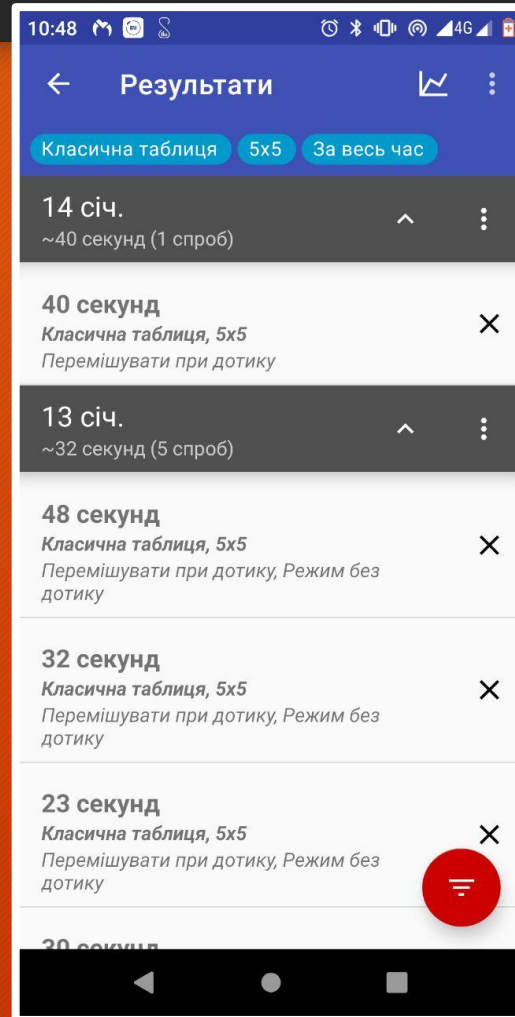 10:48 4G
Результати
Класична таблиця 5x5 За весь час
14 січ.
~40 секунд (1 спроб)
40 секунд
Класична таблиця, 5x5
Перемішувати при дотику
13 січ.
~32 секунд (5 спроб)
48 секунд
Класична таблиця, 5x5
Перемішувати при дотику, Режим без
дотику
32 секунд
Класична таблиця, 5x5
Перемішувати при дотику, Режим без
дотику
23 секунд
Класична таблиця, 5x5
Перемішувати при дотику, Режим без
дотику
30 секунд